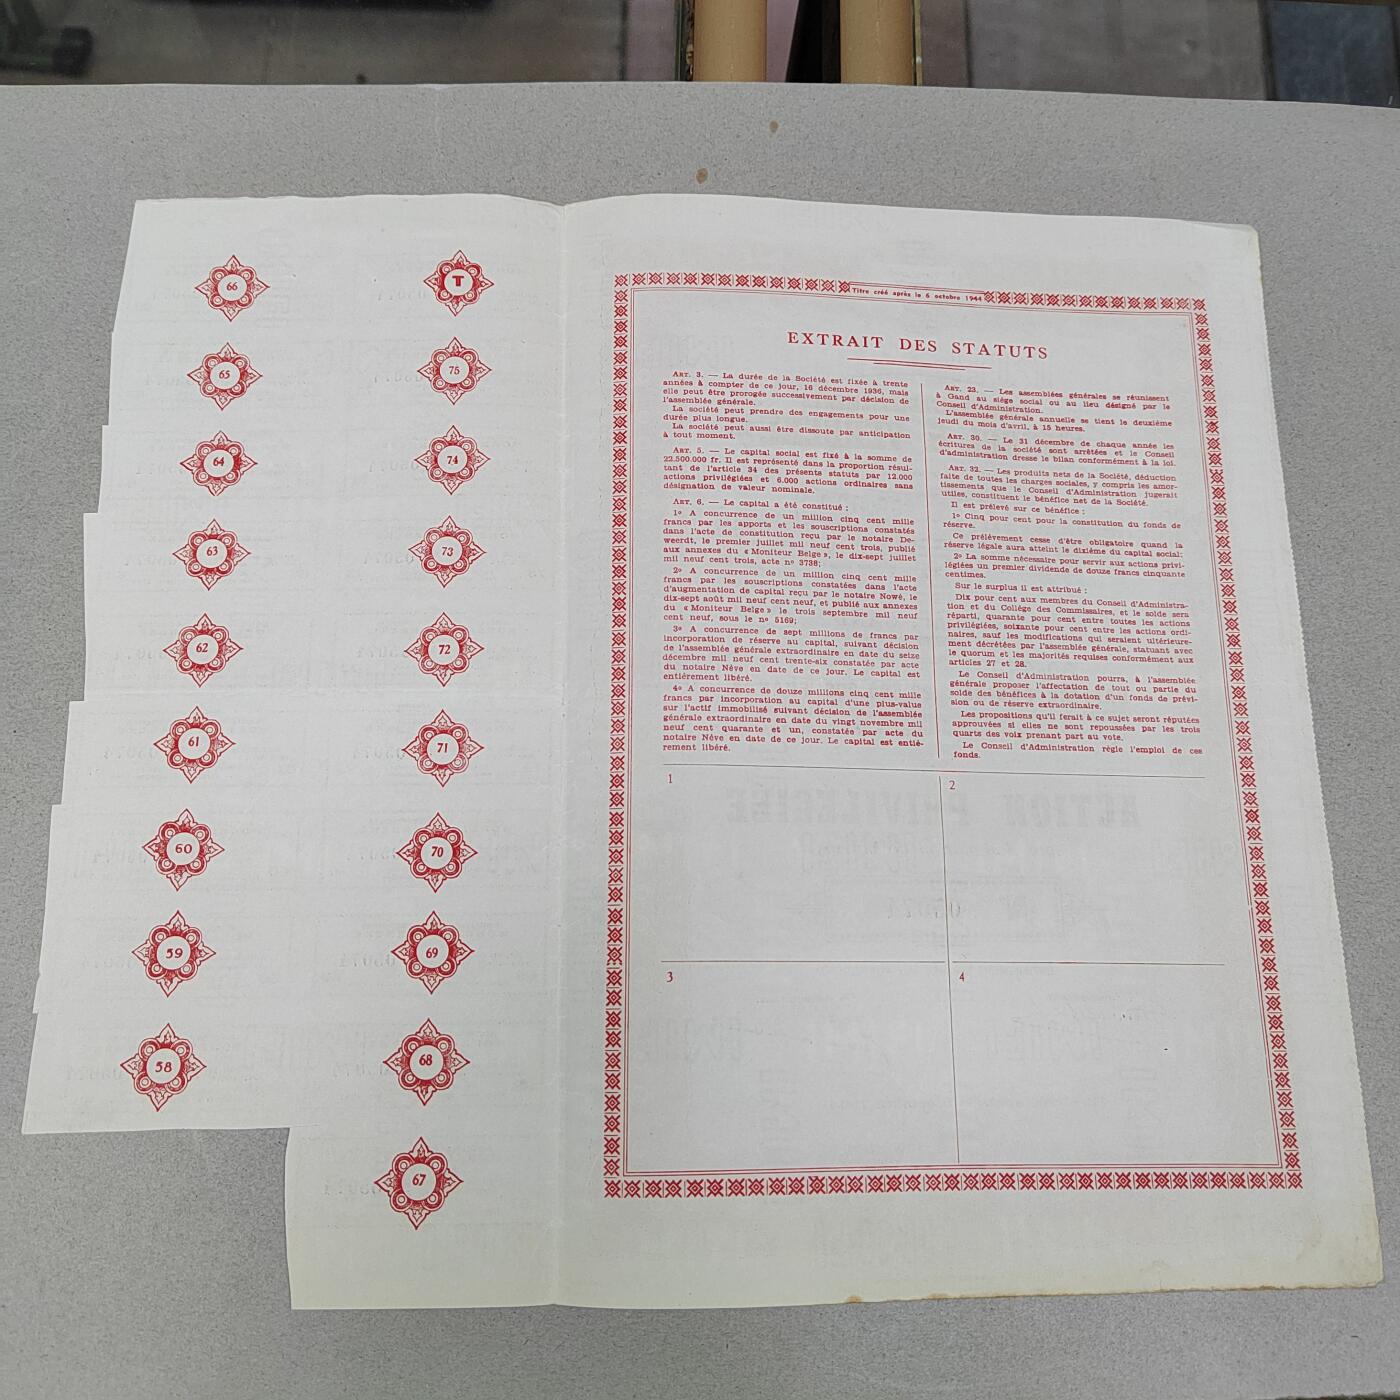 66
T
65
75
64
74
63
73
62
72
61
71
60
70
59
69
58
68
67
Titre créé après le 6 octobre 1944
EXTRAIT DES STATUTS
ART. 3. — La durée de la Société est fixée à trente
années à compter de ce jour, 16 décembre 1936, mais
elle peut être prorogée successivement par décision de
l'assemblée générale.
La société peut prendre des engagements pour une
durée plus longue.
La société peut aussi être dissoute par anticipation
à tout moment.
ART. 5. — Le capital social est fixé à la somme de
22.500.000 fr. Il est représenté dans la proportion résul-
tant de l'article 34 des présents statuts par 12.000
actions privilégiées et 6.000 actions ordinaires sans
désignation de valeur nominale.
ART. 6. — Le capital a été constitué :
1º A concurrence de un million cinq cent mille
francs par les apports et les souscriptions constatés
dans l'acte de constitution reçu par le notaire De-
weerdt, le premier juillet mil neuf cent trois, publié
aux annexes du « Moniteur Belge », le dix-sept juillet
mil neuf cent trois, acte nº 3738;
2º A concurrence de un million cinq cent mille
francs par les souscriptions constatées dans l'acte
d'augmentation de capital reçu par le notaire Nowé, le
dix-sept août mil neuf cent neuf, et publié aux annexes
du « Moniteur Belge » le trois septembre mil neuf
cent neuf, sous le nº 5169;
3º A concurrence de sept millions de francs par
incorporation de réserve au capital, suivant décision
de l'assemblée générale extraordinaire en date du seize
décembre mil neuf cent trente-six constatée par acte
du notaire Nève en date de ce jour. Le capital est
entièrement libéré.
4º A concurrence de douze millions cinq cent mille
francs par incorporation au capital d'une plus-value
sur l'actif immobilisé suivant décision de l'assemblée
générale extraordinaire en date du vingt novembre mil
neuf cent quarante et un, constatée par acte du
notaire Nève en date de ce jour. Le capital est entiè-
rement libéré.
ART. 23. — Les assemblées générales se réunissent
à Gand au siège social ou au lieu désigné par le
Conseil d'Administration.
L'assemblée générale annuelle se tient le deuxième
jeudi du mois d'avril, à 15 heures.
ART. 30. — Le 31 décembre de chaque année les
écritures de la société sont arrêtées et le Conseil
d'administration dresse le bilan conformément à la loi.
ART. 32. — Les produits nets de la Société, déduction
faite de toutes les charges sociales, y compris les amor-
tissements que le Conseil d'Administration jugerait
utiles, constituent le bénéfice net de la Société.
Il est prélevé sur ce bénéfice :
1º Cinq pour cent pour la constitution du fonds de
réserve.
Ce prélèvement cesse d'être obligatoire quand la
réserve légale aura atteint le dixième du capital social;
2º La somme nécessaire pour servir aux actions privi-
légiées un premier dividende de douze francs cinquante
centimes.
Sur le surplus il est attribué :
Dix pour cent aux membres du Conseil d'Administra-
tion et du Collège des Commissaires, et le solde sera
réparti, quarante pour cent entre toutes les actions
privilégiées, soixante pour cent entre les actions ordi-
naires, sauf les modifications qui seraient ultérieure-
ment décrétées par l'assemblée générale, statuant avec
le quorum et les majorités requises conformément aux
articles 27 et 28.
Le Conseil d'Administration pourra, à l'assemblée
générale proposer l'affectation de tout ou partie du
solde des bénéfices à la dotation d'un fonds de prévi-
sion ou de réserve extraordinaire.
Les propositions qu'il ferait à ce sujet seront réputées
approuvées si elles ne sont repoussées par les trois
quarts des voix prenant part au vote.
Le Conseil d'Administration règle l'emploi de ces
fonds.
1
2
3
4